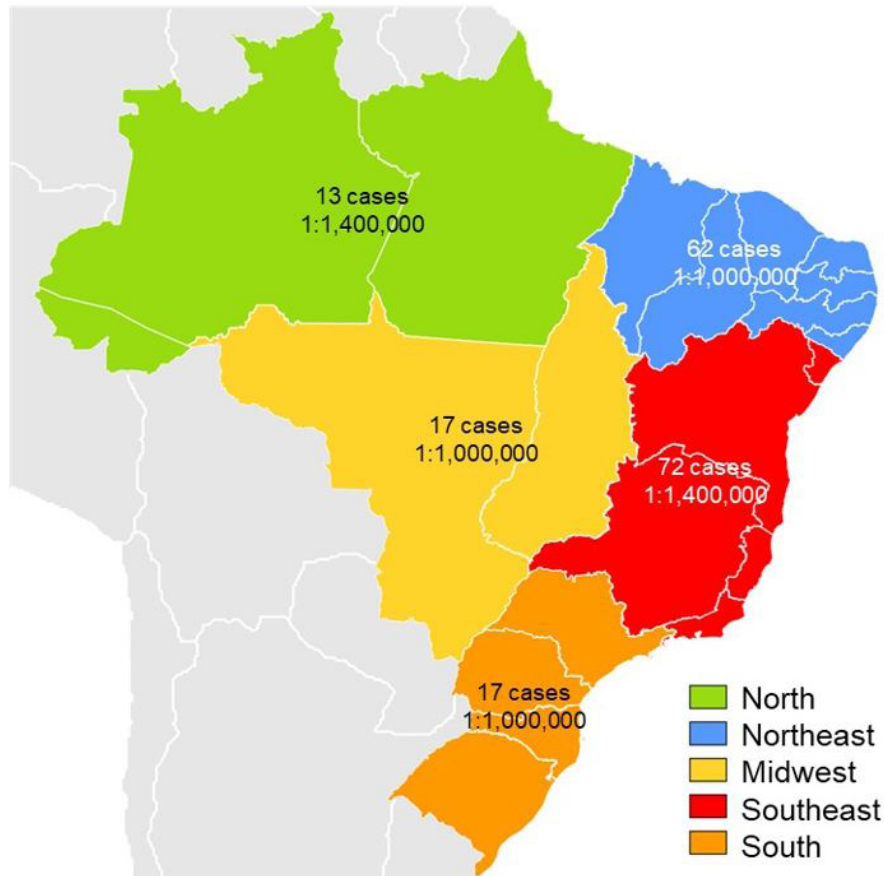 13 cases
1:1,400,000
62 cases
1:1,000,000
17 cases
1:1,000,000
72 cases
1:1,400,000
17 cases
1:1,000,000
North
Northeast
Midwest
Southeast
South